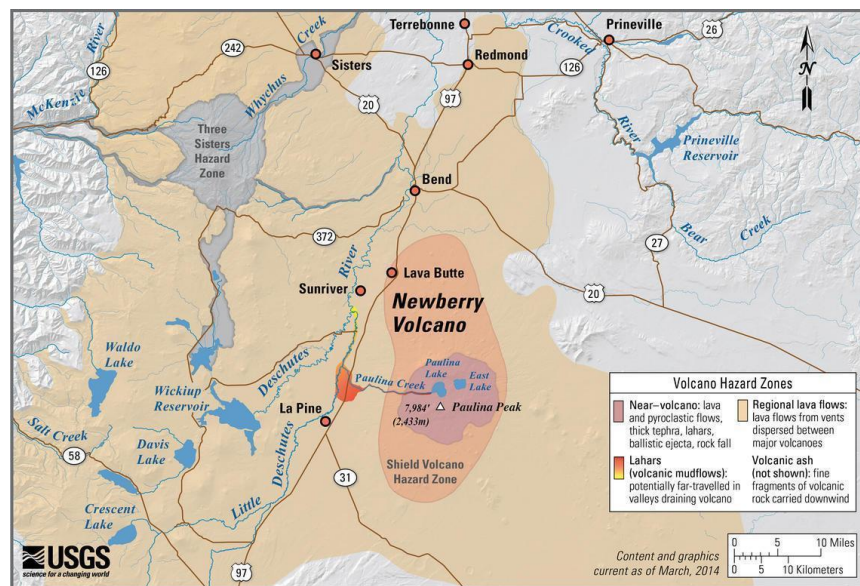 Terrebonne
Prineville
River
Creek
Crooked
26
242
Redmond
126
Sisters
126
McKenzie
Whychus
97
20
River
Three
Sisters
Hazard
Zone
Prineville
Reservoir
Bend
372
Bear
Creek
27
River
Lava Butte
Sunriver
20
Newberry
Volcano
Waldo
Lake
Deschutes
Paulina
Lake
East
Lake
Paulina Creek
Wickiup
Reservoir
7,984'
(2,433m)
Paulina Peak
La Pine
Salt Creek
Davis
Lake
58
Deschutes
Shield Volcano
Hazard Zone
31
Crescent
Lake
Little
97
N
Volcano Hazard Zones
Near–volcano: lava
and pyroclastic flows,
thick tephra, lahars,
ballistic ejecta, rock fall
Lahars
(volcanic mudflows):
potentially far-travelled in
valleys draining volcano
Regional lava flows:
lava flows from vents
dispersed between
major volcanoes
Volcanic ash
(not shown): fine
fragments of volcanic
rock carried downwind
USGS
science for a changing world
Content and graphics
current as of March, 2014
0 5 10 Miles
0 5 10 Kilometers